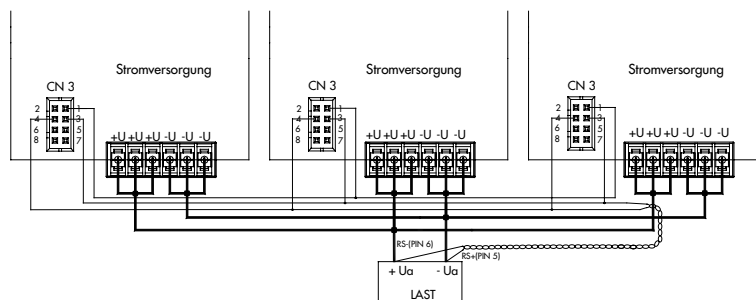 Stromversorgung
CN 3
2 1
4 3
6 5
8 7
+U +U +U -U -U -U
Stromversorgung
CN 3
2 1
4 3
6 5
8 7
+U +U +U -U -U -U
Stromversorgung
CN 3
2 1
4 3
6 5
8 7
+U +U +U -U -U -U
RS-(PIN 6)
RS+(PIN 5)
+ Ua - Ua
LAST